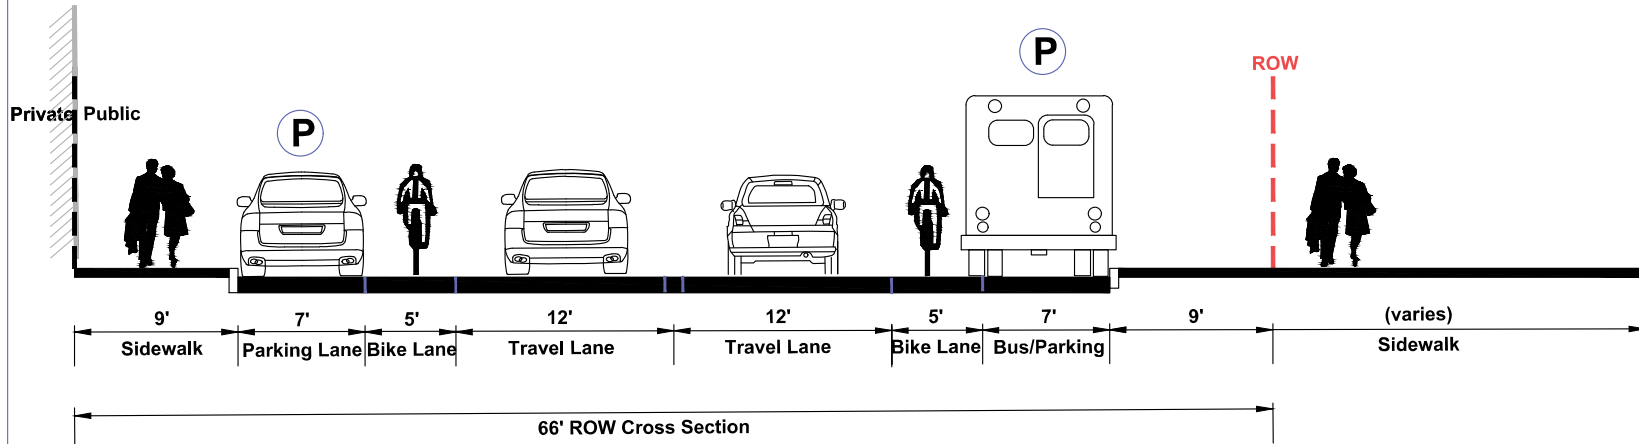 P
ROW
Private Public
P
9' 7' 5' 12' 12' 5' 7' 9' (varies)
Sidewalk Parking Lane Bike Lane Travel Lane Travel Lane Bike Lane Bus/Parking Sidewalk
66' ROW Cross Section